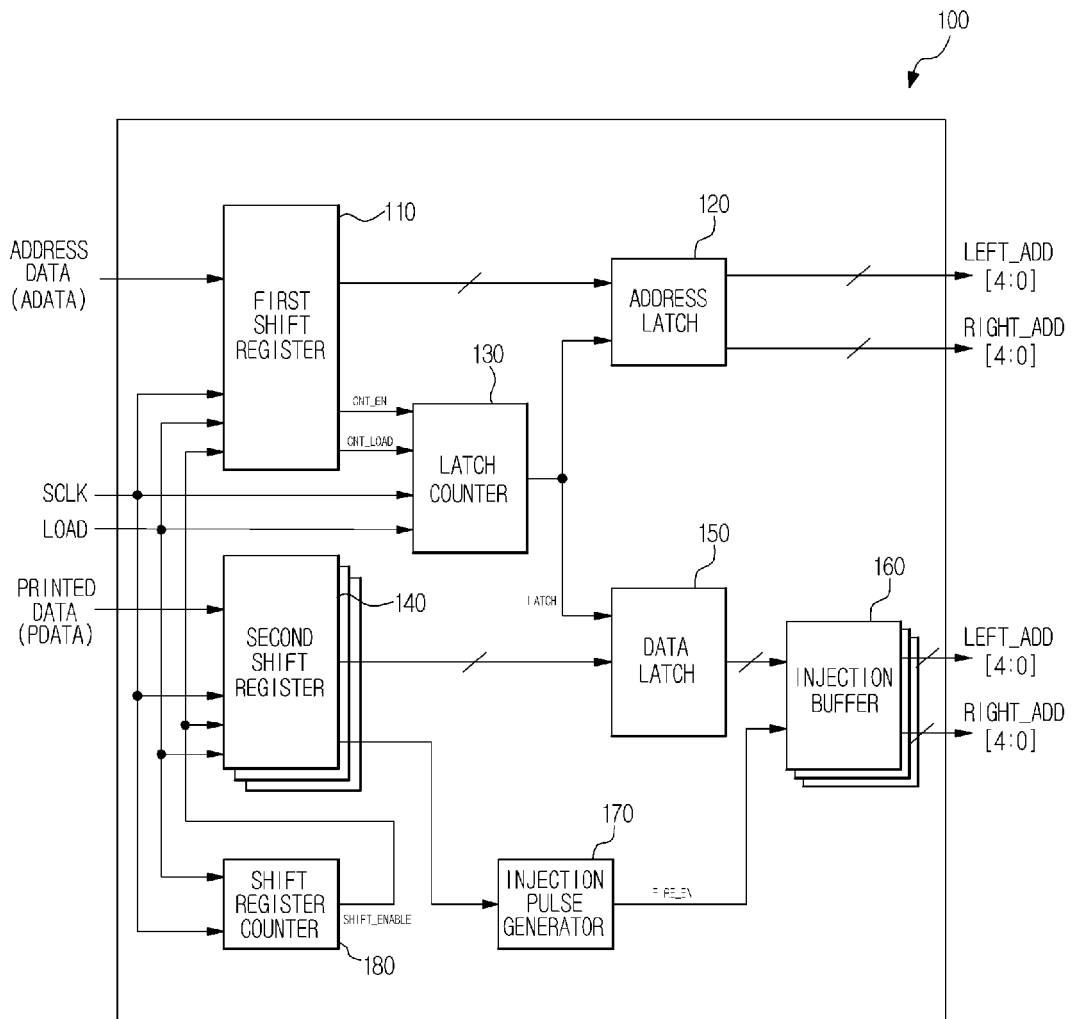 100
110
ADDRESS
DATA
(ADATA)
FIRST
SHIFT
REGISTER
120
ADDRESS
LATCH
LEFT_ADD
[4:0]
RIGHT_ADD
[4:0]
130
CNT_EN
CNT_LOAD
LATCH
COUNTER
SCLK
LOAD
PRINTED
DATA
(PDATA)
140
SECOND
SHIFT
REGISTER
LATCH
150
DATA
LATCH
160
INJECTION
BUFFER
LEFT_ADD
[4:0]
RIGHT_ADD
[4:0]
170
INJECTION
PULSE
GENERATOR
FIRE_EN
SHIFT
REGISTER
COUNTER
SHIFT_ENABLE
180